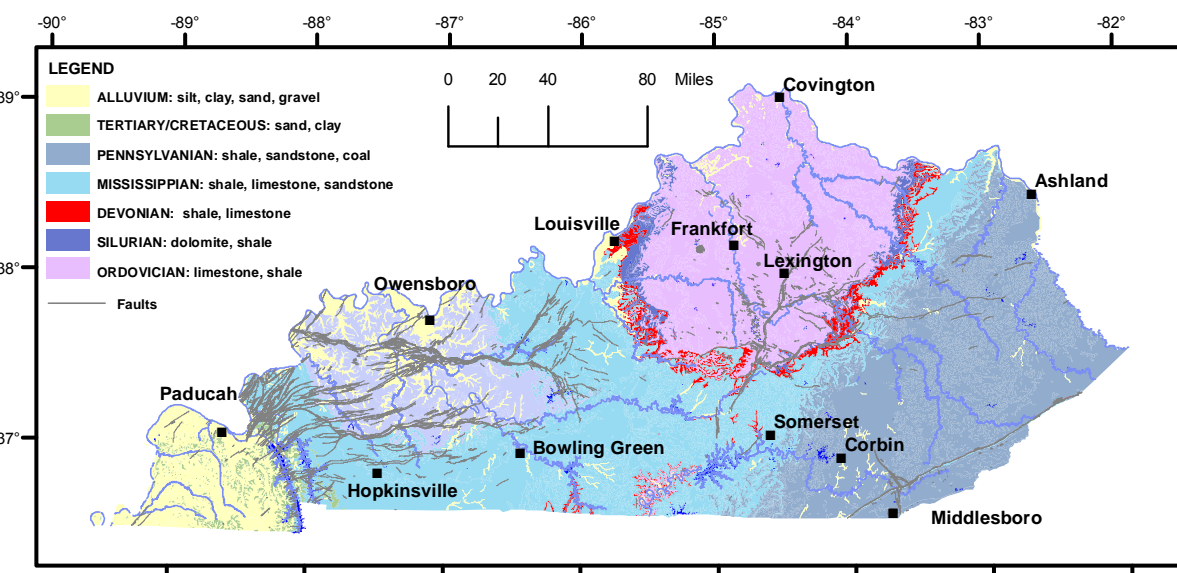 -90° -89° -88° -87° -86° -85° -84° -83° -82°
LEGEND
ALLUVIUM: silt, clay, sand, gravel
TERTIARY/CRETACEOUS: sand, clay
PENNSYLVANIAN: shale, sandstone, coal
MISSISSIPPIAN: shale, limestone, sandstone
DEVONIAN: shale, limestone
SILURIAN: dolomite, shale
ORDOVICIAN: limestone, shale
Faults
0 20 40 80 Miles
39°
38°
37°
Covington
Ashland
Louisville
Frankfort
Lexington
Owensboro
Paducah
Somerset
Corbin
Bowling Green
Hopkinsville
Middlesboro